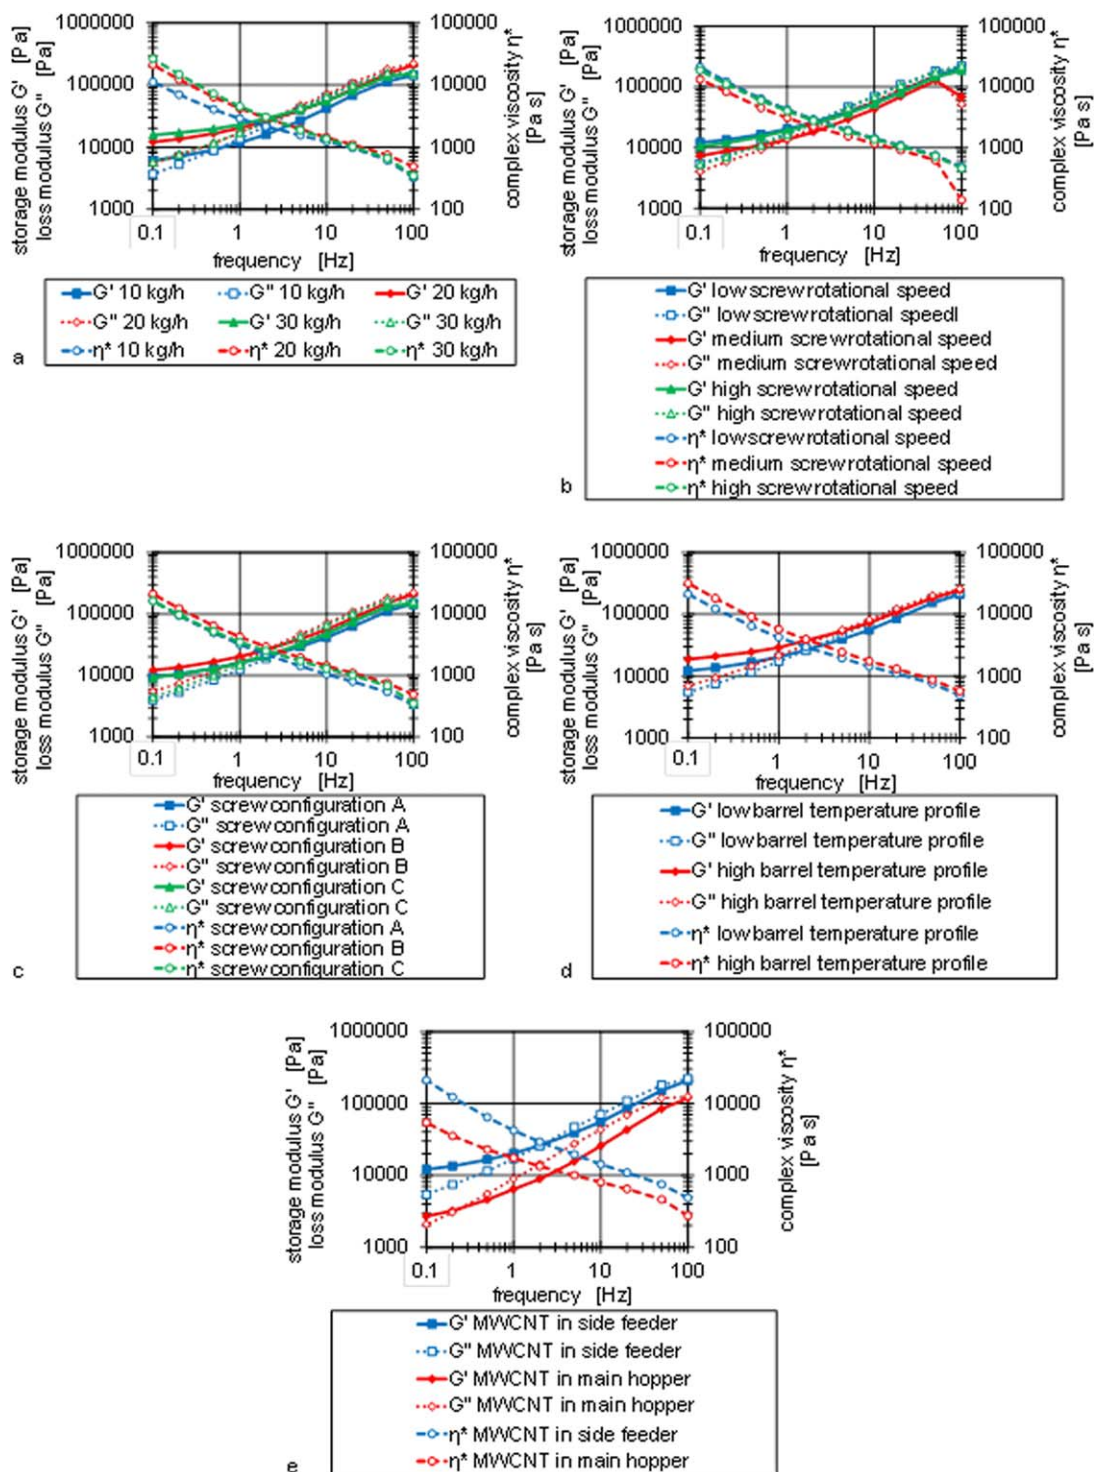 1000000
100000
10000
1000
100000
10000
1000
100
0.1 1 10 100
storage modulus G' [Pa]
loss modulus G'' [Pa]
complex viscosity η*
[Pa s]
frequency [Hz]
G' 10 kg/h G'' 10 kg/h G' 20 kg/h
G'' 20 kg/h G' 30 kg/h G'' 30 kg/h
η* 10 kg/h η* 20 kg/h η* 30 kg/h
a
1000000
100000
10000
1000
100000
10000
1000
100
0.1 1 10 100
storage modulus G' [Pa]
loss modulus G'' [Pa]
complex viscosity η*
[Pa s]
frequency [Hz]
G' low screw rotational speed
G'' low screw rotational speedl
G' medium screw rotational speed
G'' medium screw rotational speed
G' high screw rotational speed
G'' high screw rotational speed
η* low screw rotational speed
η* medium screw rotational speed
η* high screw rotational speed
b
1000000
100000
10000
1000
100000
10000
1000
100
0.1 1 10 100
storage modulus G' [Pa]
loss modulus G'' [Pa]
complex viscosity η*
[Pa s]
frequency [Hz]
G' screw configuration A
G'' screw configuration A
G' screw configuration B
G'' screw configuration B
G' screw configuration C
G'' screw configuration C
η* screw configuration A
η* screw configuration B
η* screw configuration C
c
1000000
100000
10000
1000
100000
10000
1000
100
0.1 1 10 100
storage modulus G' [Pa]
loss modulus G'' [Pa]
complex viscosity η*
[Pa s]
frequency [Hz]
G' low barrel temperature profile
G'' low barrel temperature profile
G' high barrel temperature profile
G'' high barrel temperature profile
η* low barrel temperature profile
η* high barrel temperature profile
d
1000000
100000
10000
1000
100000
10000
1000
100
0.1 1 10 100
storage modulus G' [Pa]
loss modulus G'' [Pa]
complex viscosity η*
[Pa s]
frequency [Hz]
G' MWCNT in side feeder
G'' MWCNT in side feeder
G' MWCNT in main hopper
G'' MWCNT in main hopper
η* MWCNT in side feeder
η* MWCNT in main hopper
e